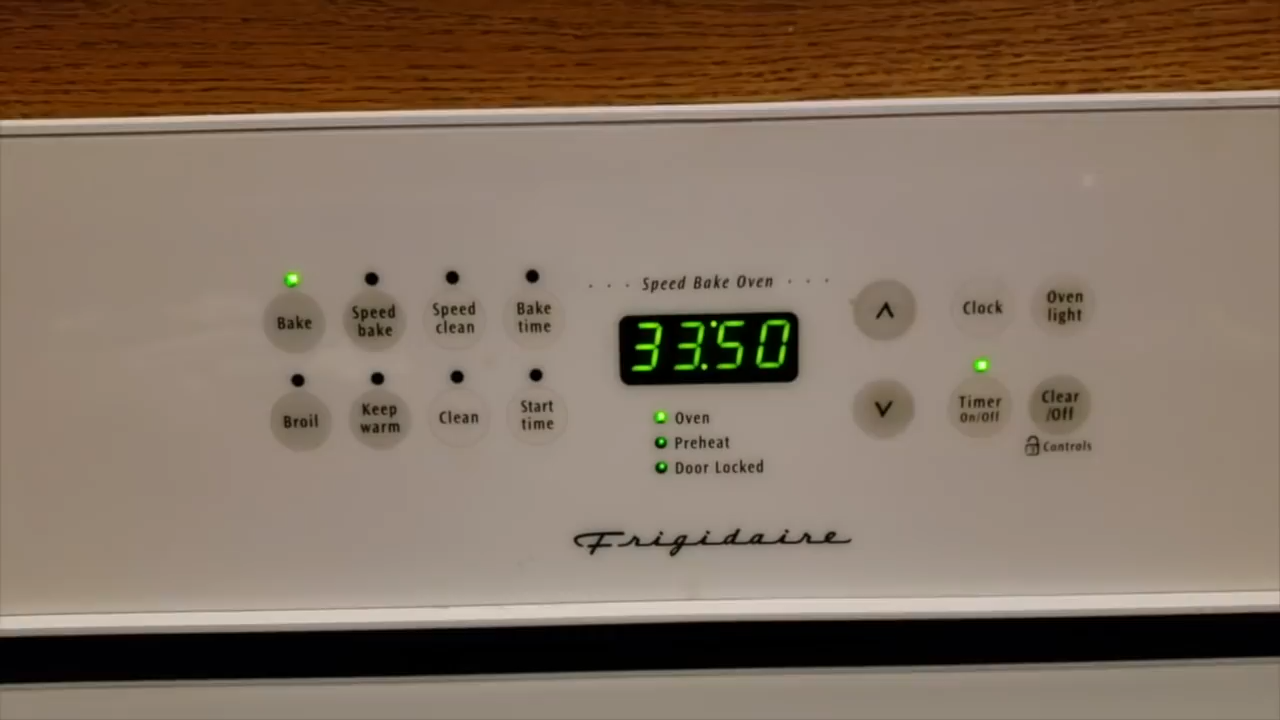 Speed Bake Oven
33:50
Bake
Speed bake
Speed clean
Bake time
Broil
Keep warm
Clean
Start time
Oven
Preheat
Door Locked
^
Clock
Oven light
v
Timer On/Off
Clear /Off
Controls
Frigidaire